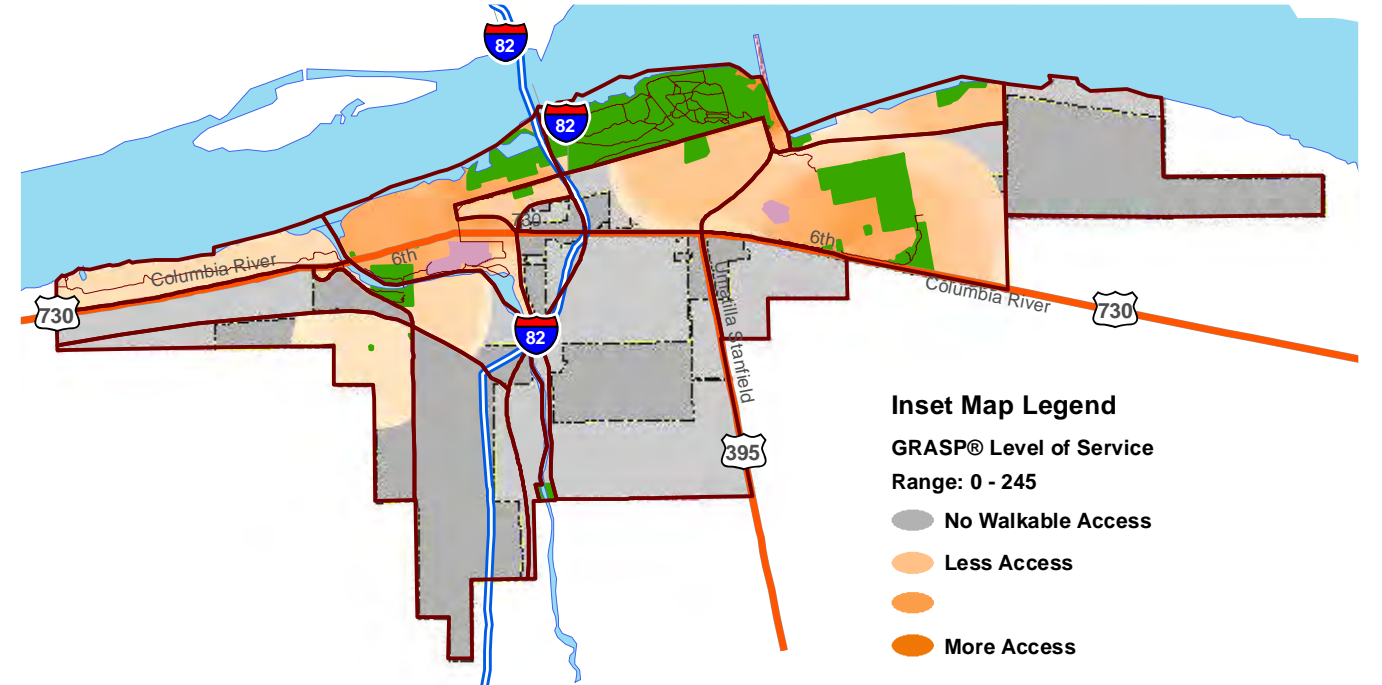 82
82
730
6th
6th
Columbia River
Columbia River
730
730
82
Umatilla Stanfield
395
Inset Map Legend
GRASP® Level of Service
Range: 0 - 245
No Walkable Access
Less Access
More Access